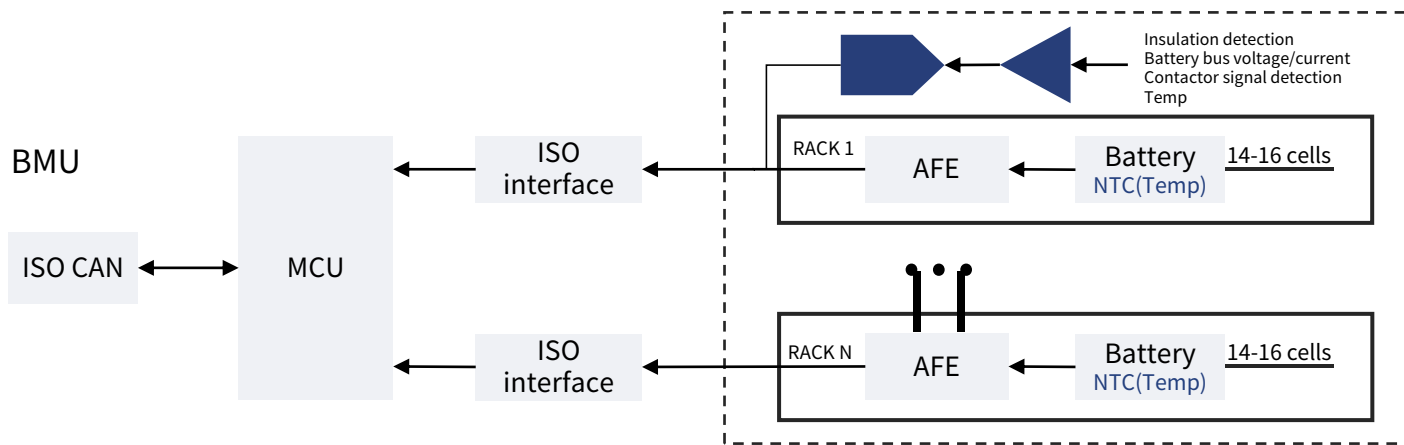 Insulation detection
Battery bus voltage/current
Contactor signal detection
Temp
BMU
ISO CAN
MCU
ISO
interface
RACK 1
AFE
Battery
NTC(Temp)
14-16 cells
ISO
interface
RACK N
AFE
Battery
NTC(Temp)
14-16 cells